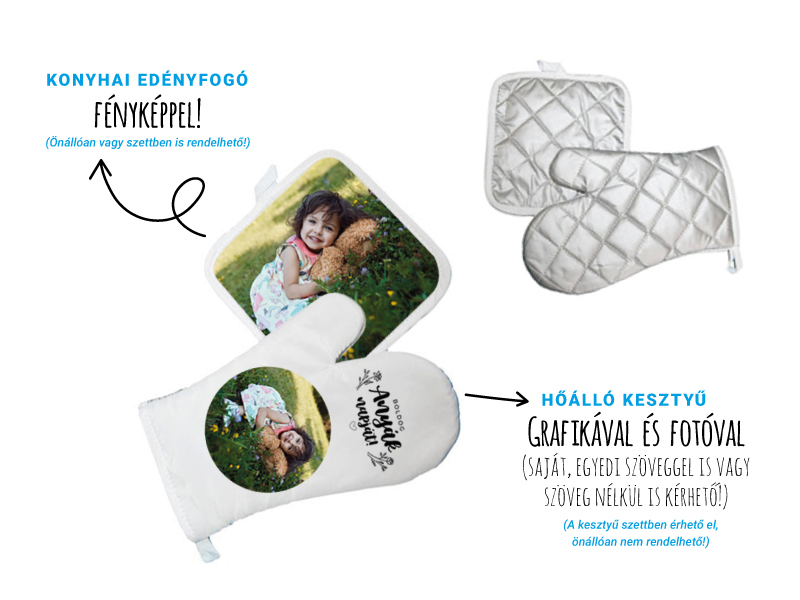 KONYHAI EDÉNYFOGÓ
fényképpel!
(Önállóan vagy szettben is rendelhető!)
BOLDOG
Anyák
napját!
HŐÁLLÓ KESZTYŰ
Grafikával és fotóval
(saját, egyedi szöveggel is vagy
szöveg nélkül is kérhető!)
(A kesztyű szettben érhető el,
önállóan nem rendelhető!)